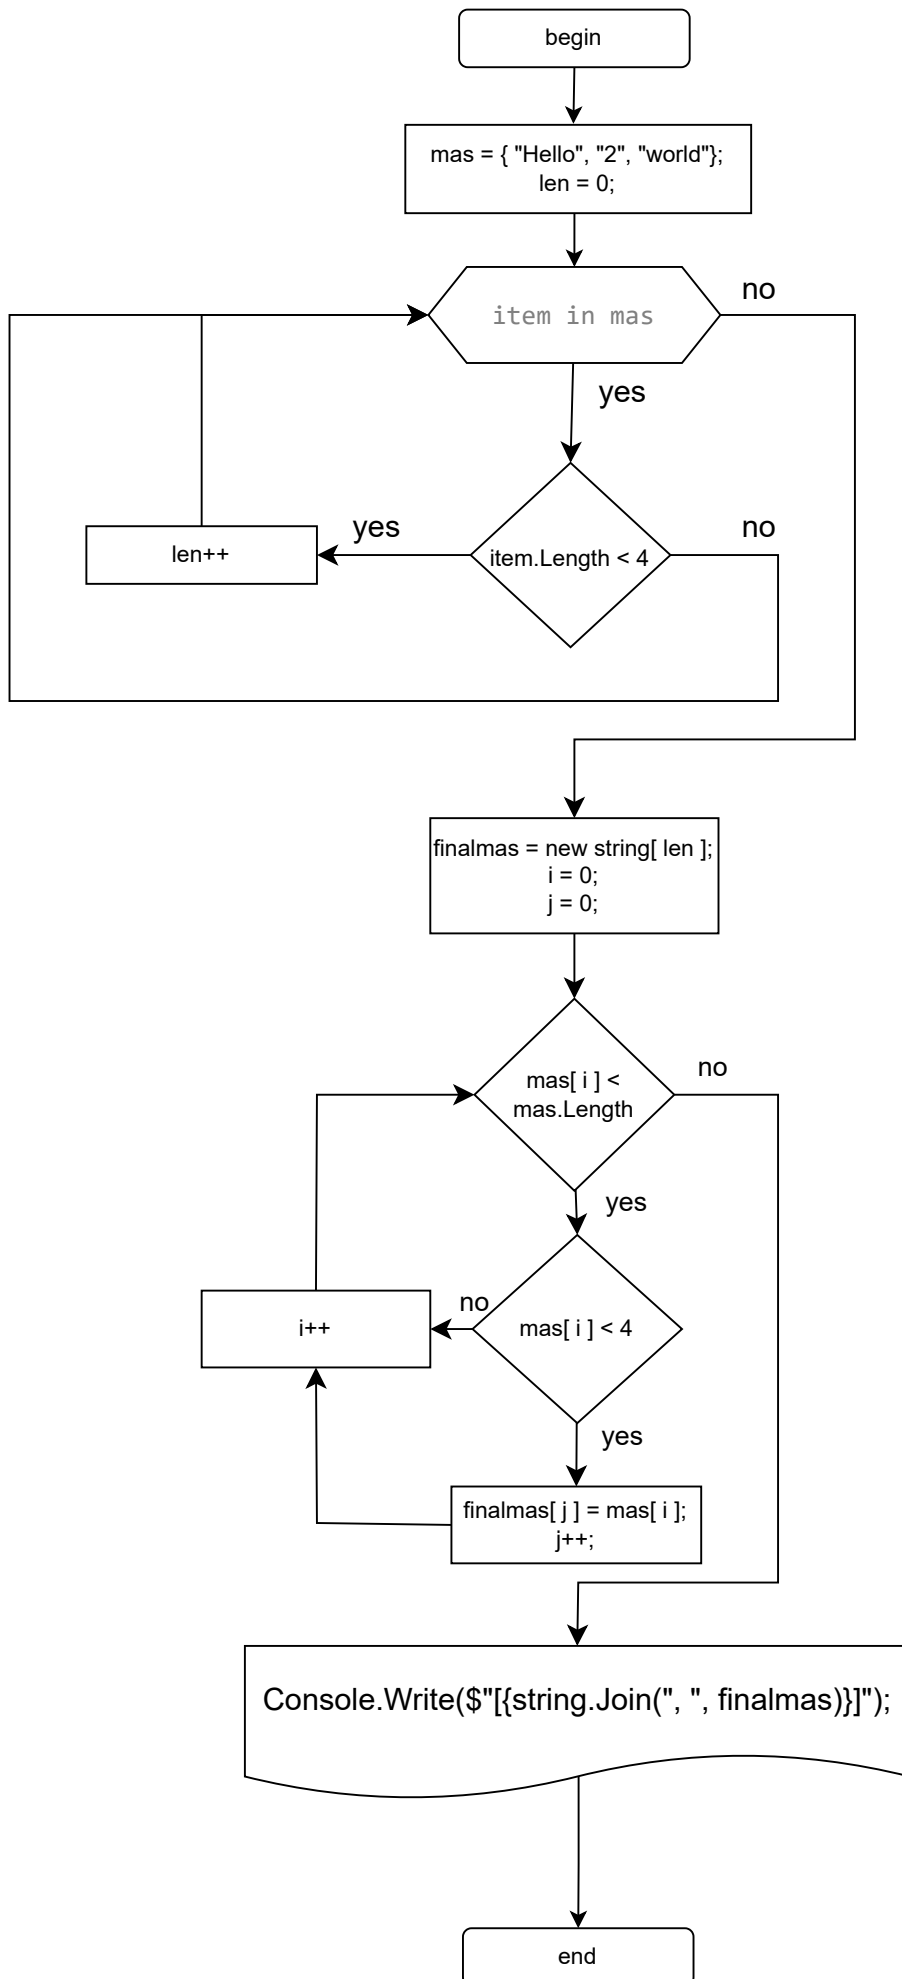 begin
mas = { "Hello", "2", "world"};
len = 0;
no
item in mas
yes
yes
no
len++
item.Length < 4
finalmas = new string[ len ];
i = 0;
j = 0;
no
mas[ i ] <
mas.Length
yes
no
i++
mas[ i ] < 4
yes
finalmas[ j ] = mas[ i ];
j++;
Console.Write($"[{string.Join(", ", finalmas)}]");
end